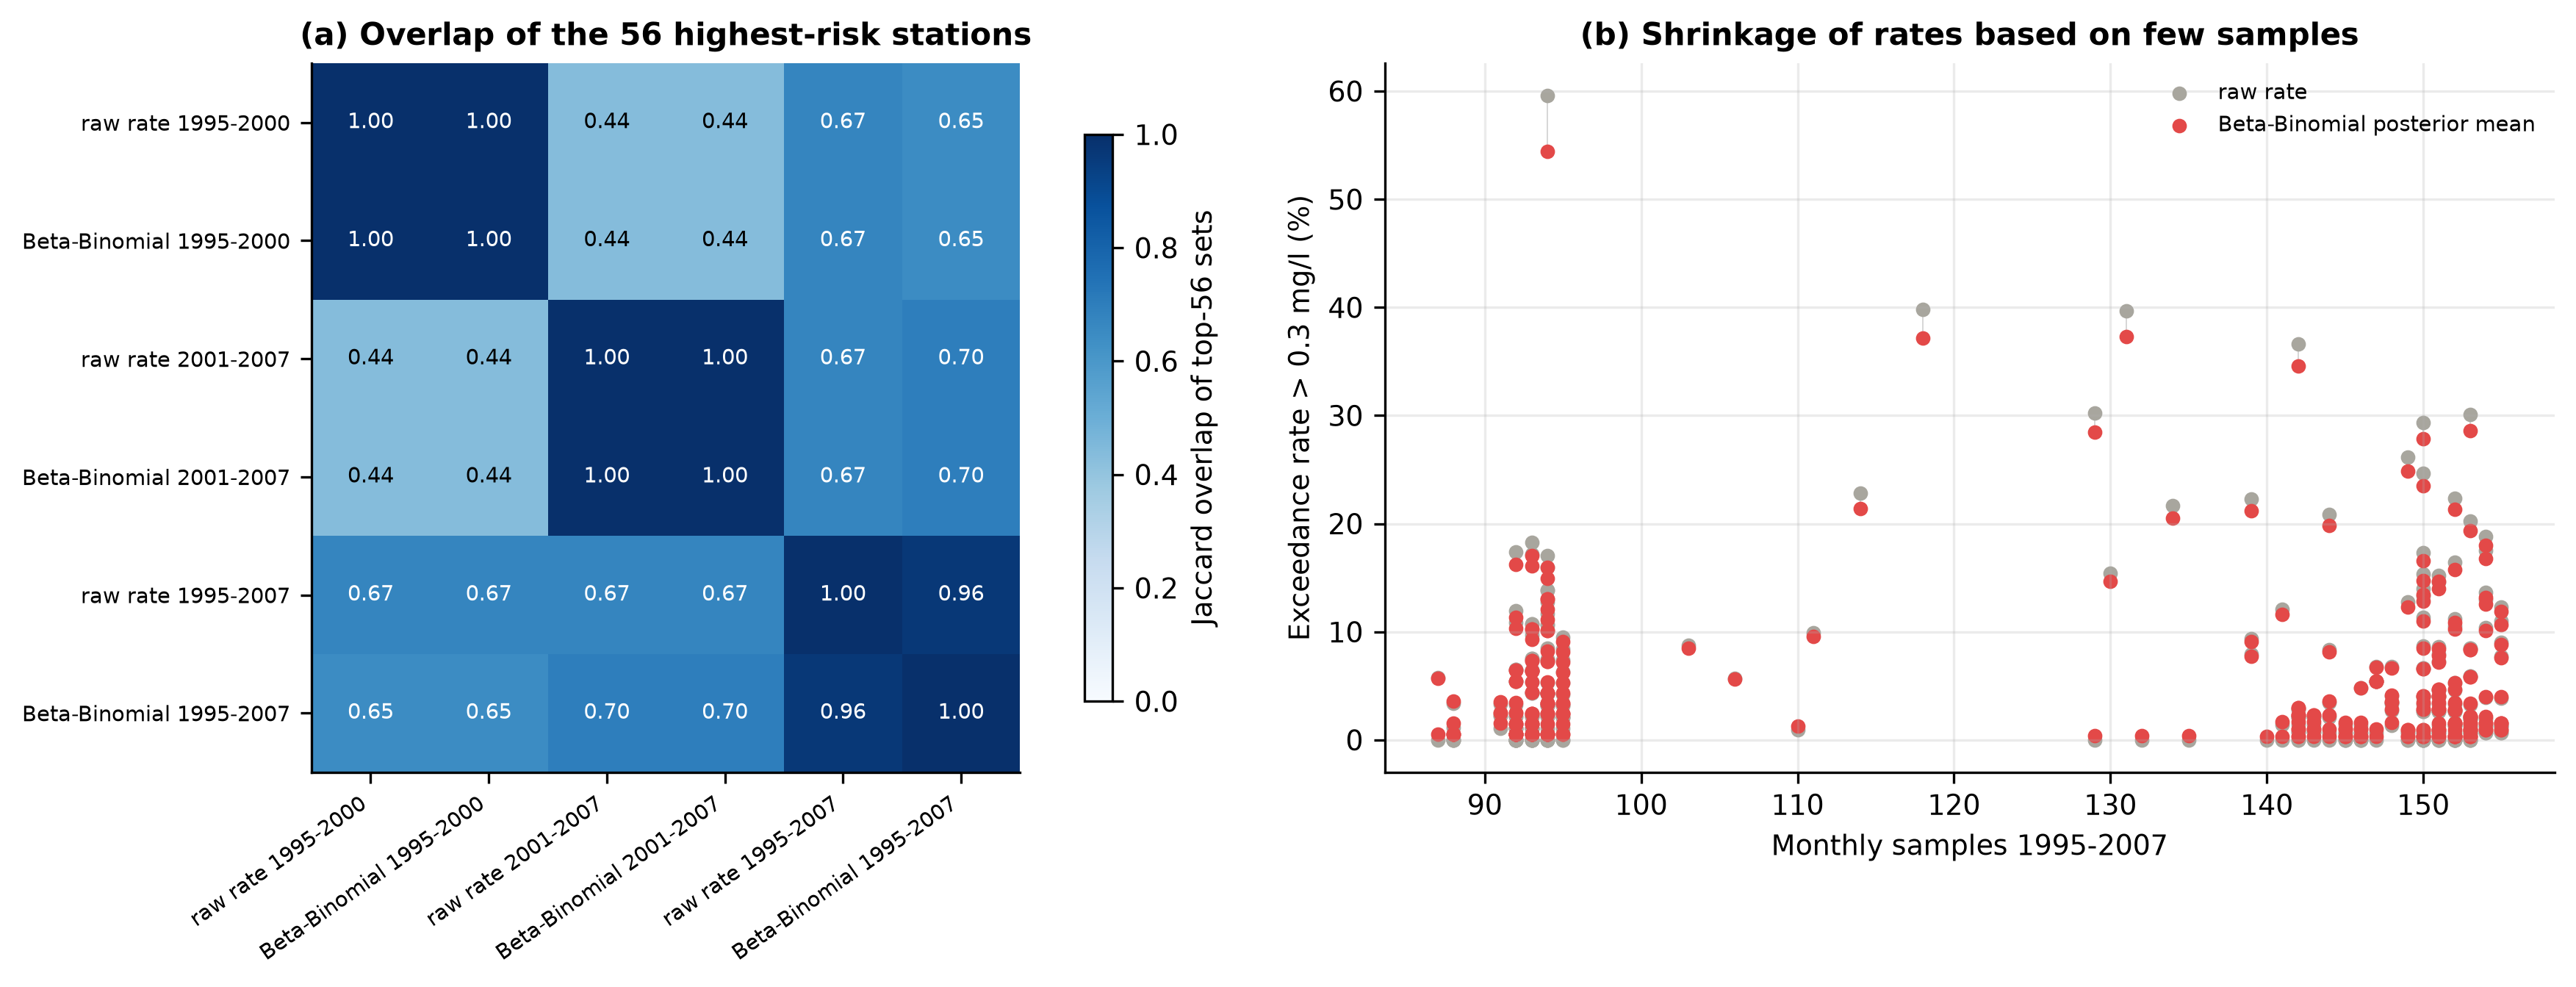 (a) Overlap of the 56 highest-risk stations
raw rate 1995-2000 1.00 1.00 0.44 0.44 0.67 0.65
Beta-Binomial 1995-2000 1.00 1.00 0.44 0.44 0.67 0.65
raw rate 2001-2007 0.44 0.44 1.00 1.00 0.67 0.70
Beta-Binomial 2001-2007 0.44 0.44 1.00 1.00 0.67 0.70
raw rate 1995-2007 0.67 0.67 0.67 0.67 1.00 0.96
Beta-Binomial 1995-2007 0.65 0.65 0.70 0.70 0.96 1.00
raw rate 1995-2000
Beta-Binomial 1995-2000
raw rate 2001-2007
Beta-Binomial 2001-2007
raw rate 1995-2007
Beta-Binomial 1995-2007
1.0
0.8
0.6
0.4
0.2
0.0
Jaccard overlap of top-56 sets
(b) Shrinkage of rates based on few samples
raw rate
Beta-Binomial posterior mean
Exceedance rate > 0.3 mg/l (%)
60
50
40
30
20
10
0
90 100 110 120 130 140 150
Monthly samples 1995-2007